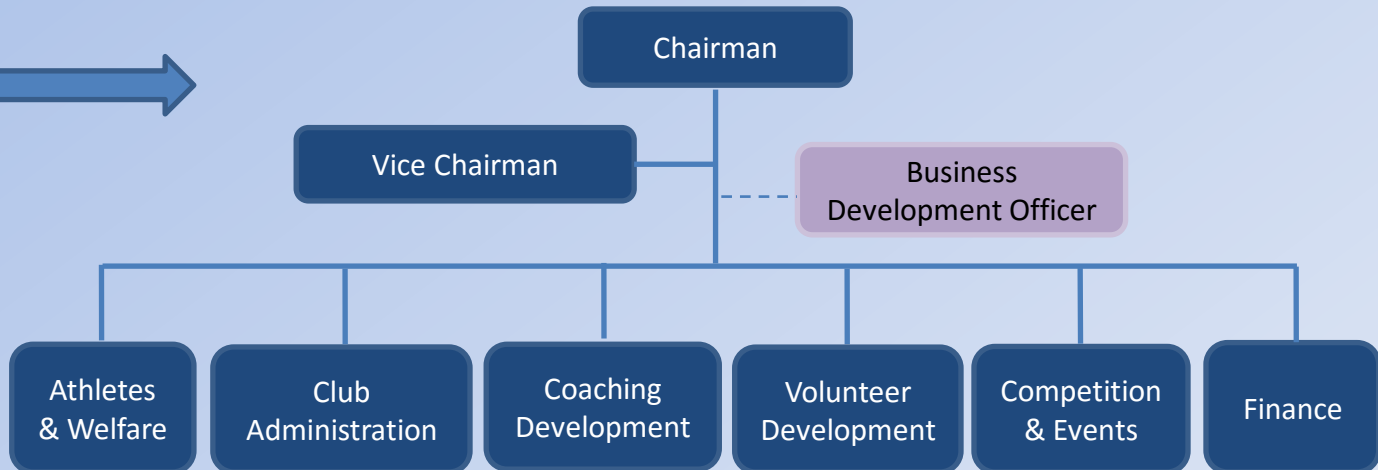 Chairman
Vice Chairman
Business
Development Officer
Athletes
& Welfare
Club
Administration
Coaching
Development
Volunteer
Development
Competition
& Events
Finance